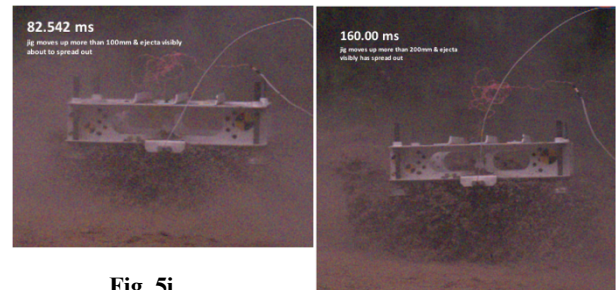 82.542 ms
jig moves up more than 100mm & ejecta visibly
about to spread out
160.00 ms
jig moves up more than 200mm & ejecta
visibly has spread out
Fig. 5i